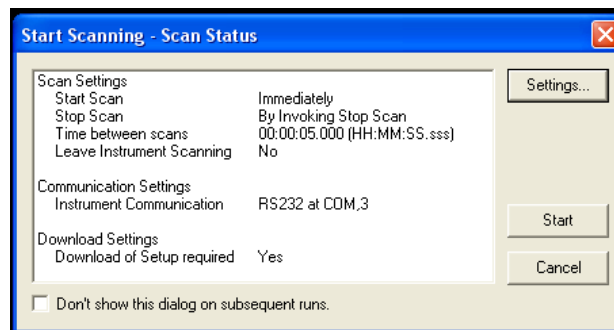 Start Scanning - Scan Status
Scan Settings
Start Scan Immediately
Stop Scan By Invoking Stop Scan
Time between scans 00:00:05.000 (HH:MM:SS.sss)
Leave Instrument Scanning No
Communication Settings
Instrument Communication RS232 at COM,3
Download Settings
Download of Setup required Yes
Settings...
Start
Cancel
Don't show this dialog on subsequent runs.